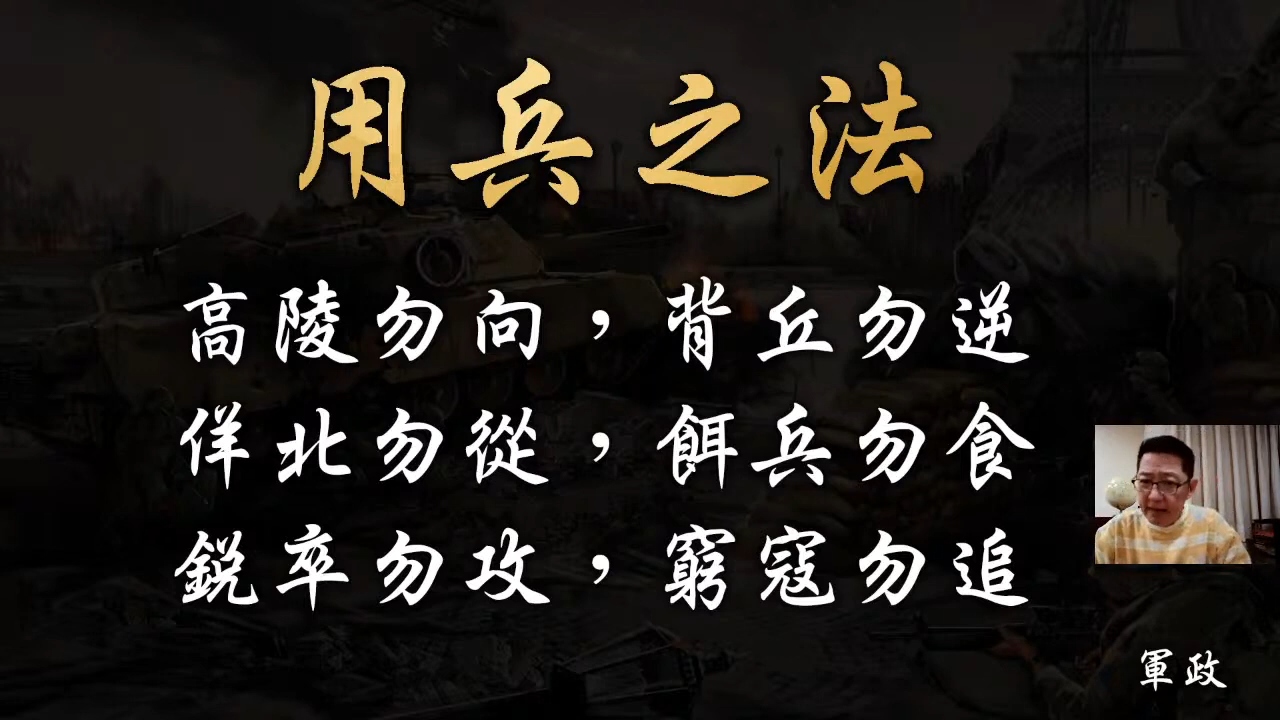 用兵之法
高陵勿向，背丘勿逆
佯北勿從，餌兵勿食
銳卒勿攻，窮寇勿追
軍政